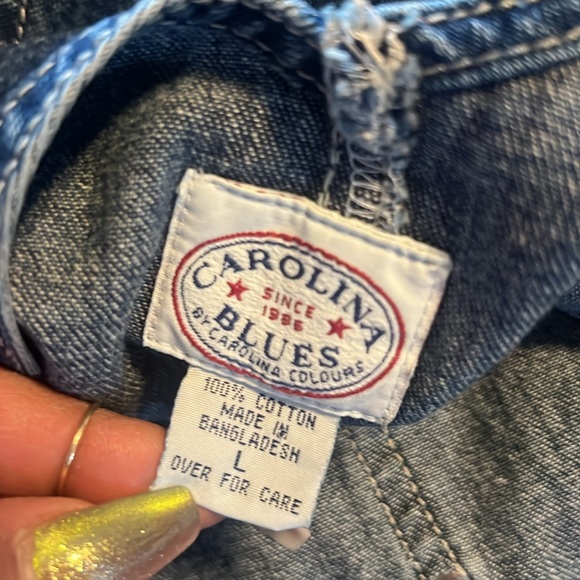 CAROLINA
SINCE
1986
BLUES
BY CAROLINA COLOURS
100% COTTON
MADE IN
BANGLADESH
L
OVER FOR CARE